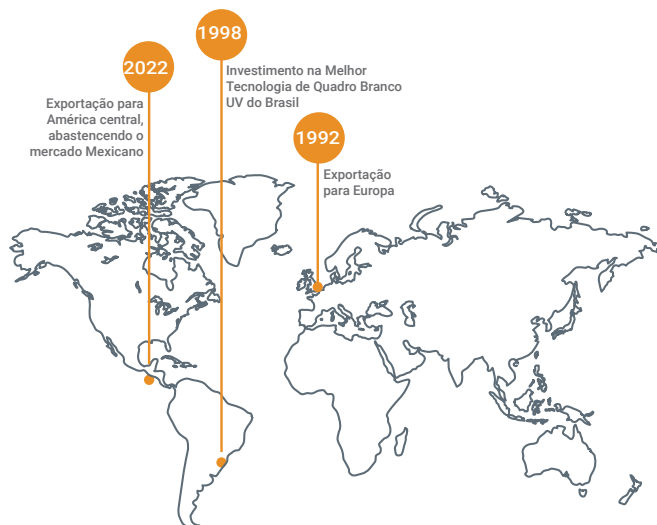 2022
Exportação para
América central,
abastencendo o
mercado Mexicano
1998
Investimento na Melhor
Tecnologia de Quadro Branco
UV do Brasil
1992
Exportação
para Europa